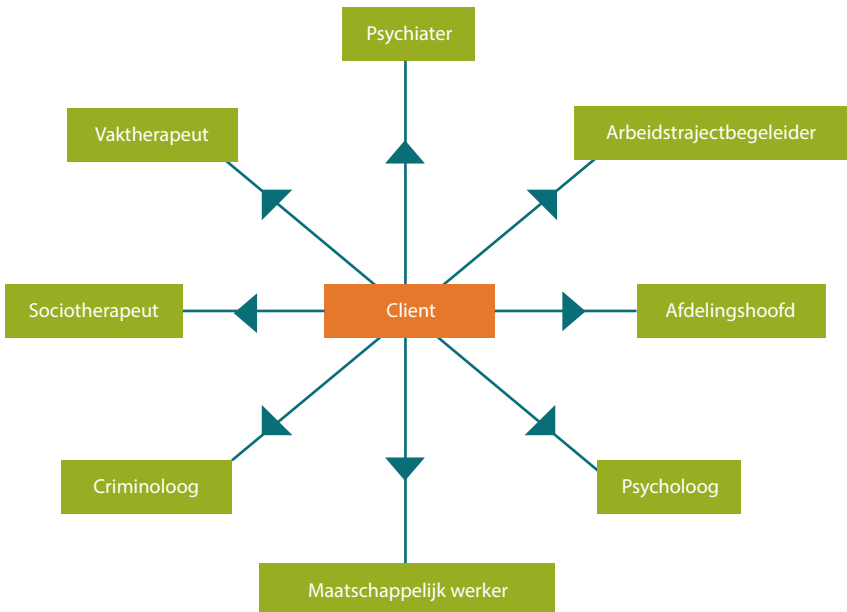 Psychiater
Vaktherapeut
Arbeidstrajectbegeleider
Sociotherapeut
Client
Afdelingshoofd
Criminoloog
Psycholoog
Maatschappelijk werker